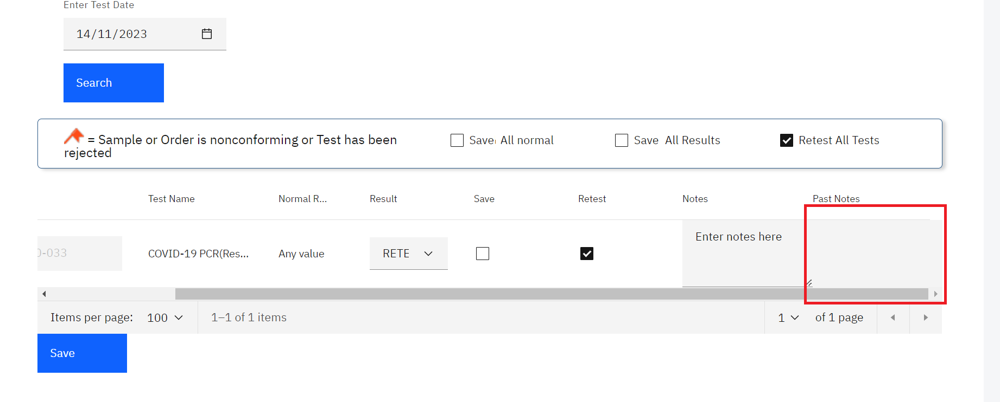 Enter Test Date
14/11/2023
Search
= Sample or Order is nonconforming or Test has been
rejected
Save All normal
Save All Results
Retest All Tests
Test Name Normal R... Result Save Retest Notes Past Notes
0-033 COVID-19 PCR(Res... Any value RETE Enter notes here
Items per page: 100 1–1 of 1 items 1 of 1 page
Save